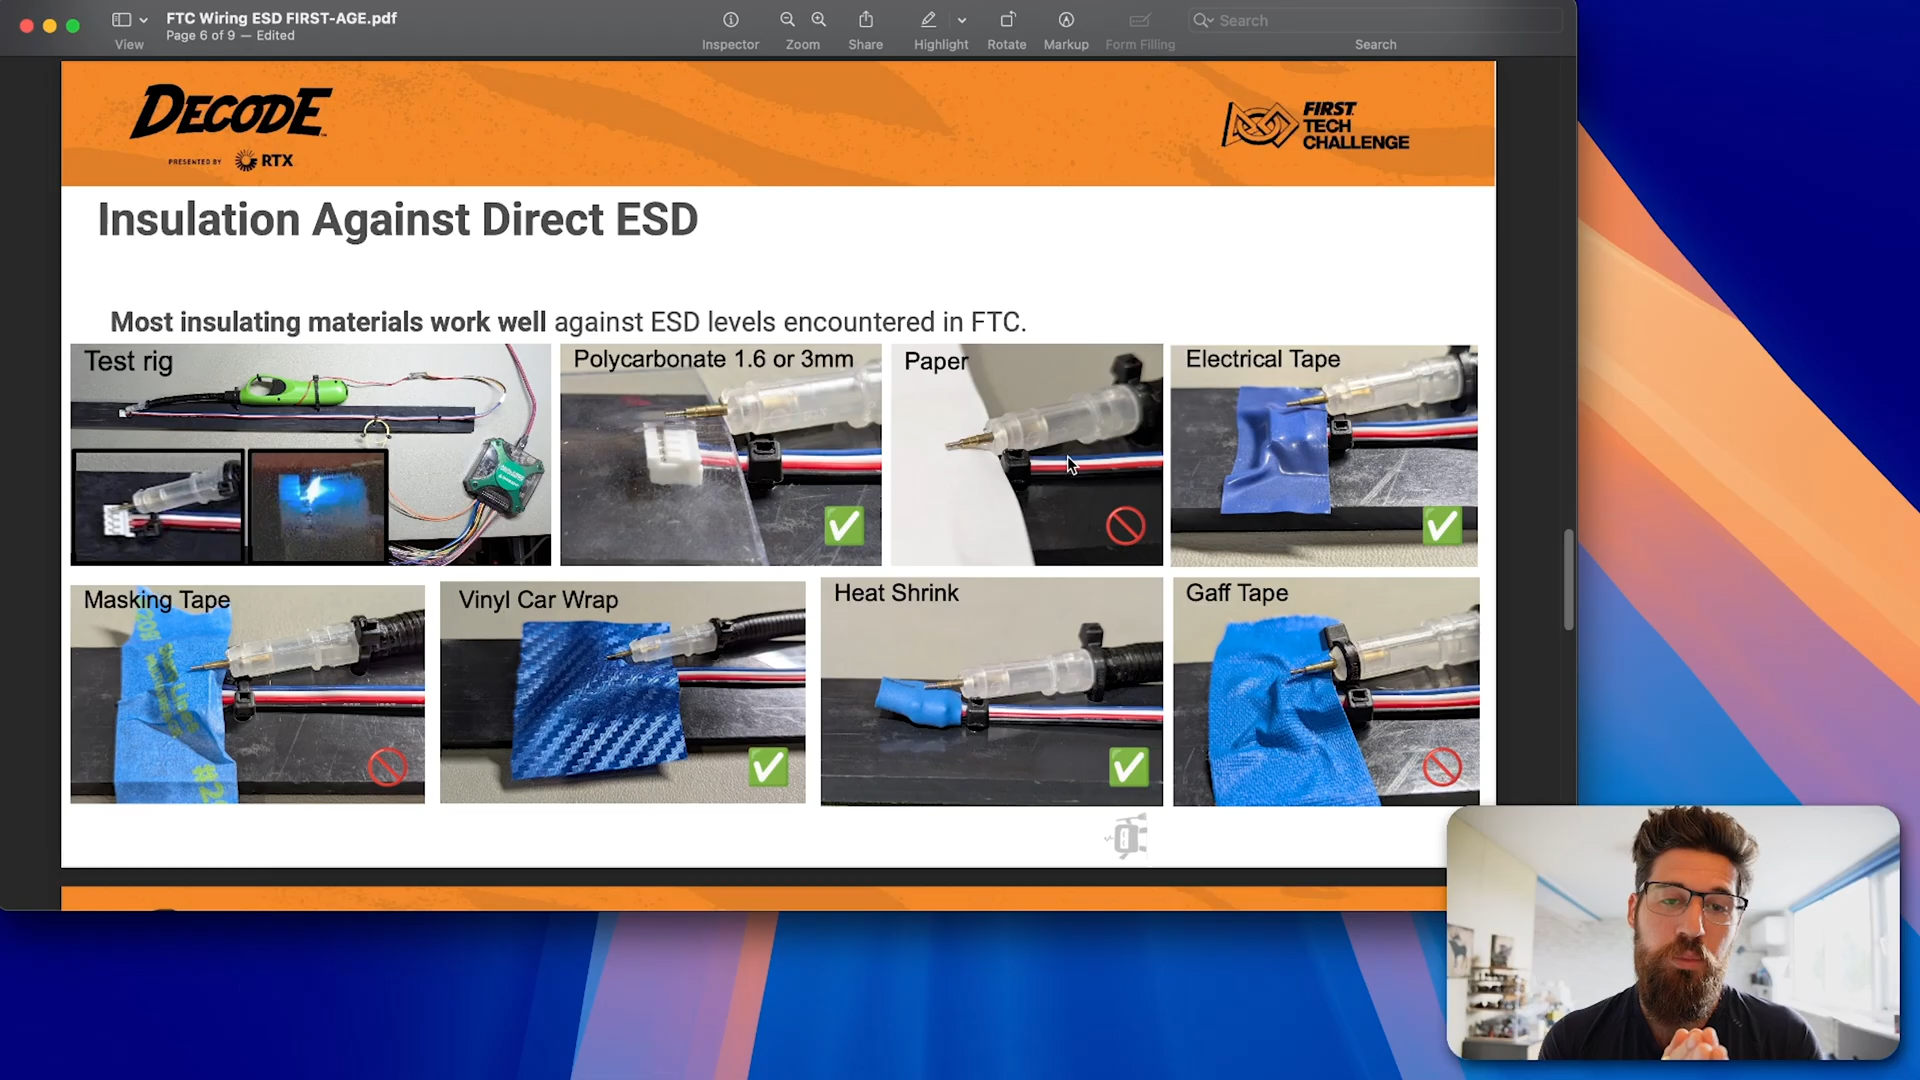 FTC Wiring ESD FIRST-AGE.pdf
Page 6 of 9 — Edited
View
Inspector
Zoom
Share
Highlight
Rotate
Markup
Form Filling
Search
Search
DECODE
PRESENTED BY RTX
FIRST
TECH
CHALLENGE
Insulation Against Direct ESD
Most insulating materials work well against ESD levels encountered in FTC.
Test rig
Polycarbonate 1.6 or 3mm
Paper
Electrical Tape
Masking Tape
Vinyl Car Wrap
Heat Shrink
Gaff Tape